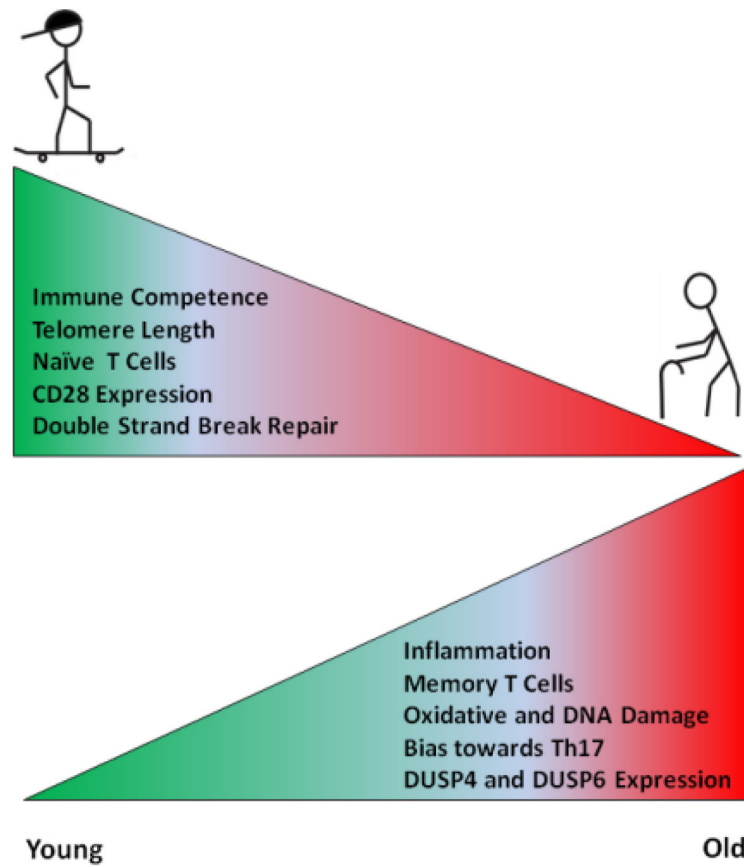 Immune Competence
Telomere Length
Naïve T Cells
CD28 Expression
Double Strand Break Repair
Inflammation
Memory T Cells
Oxidative and DNA Damage
Bias towards Th17
DUSP4 and DUSP6 Expression
Young
Old